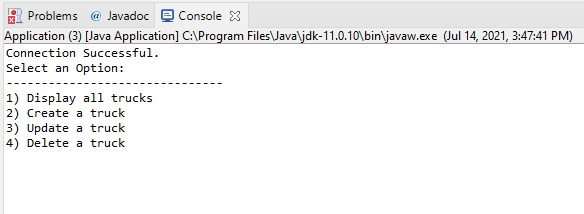 Problems @ Javadoc Console
Application (3) [Java Application] C:\Program Files\Java\jdk-11.0.10\bin\javaw.exe (Jul 14, 2021, 3:47:41 PM)
Connection Successful.
Select an Option:
-------------------------------
1) Display all trucks
2) Create a truck
3) Update a truck
4) Delete a truck